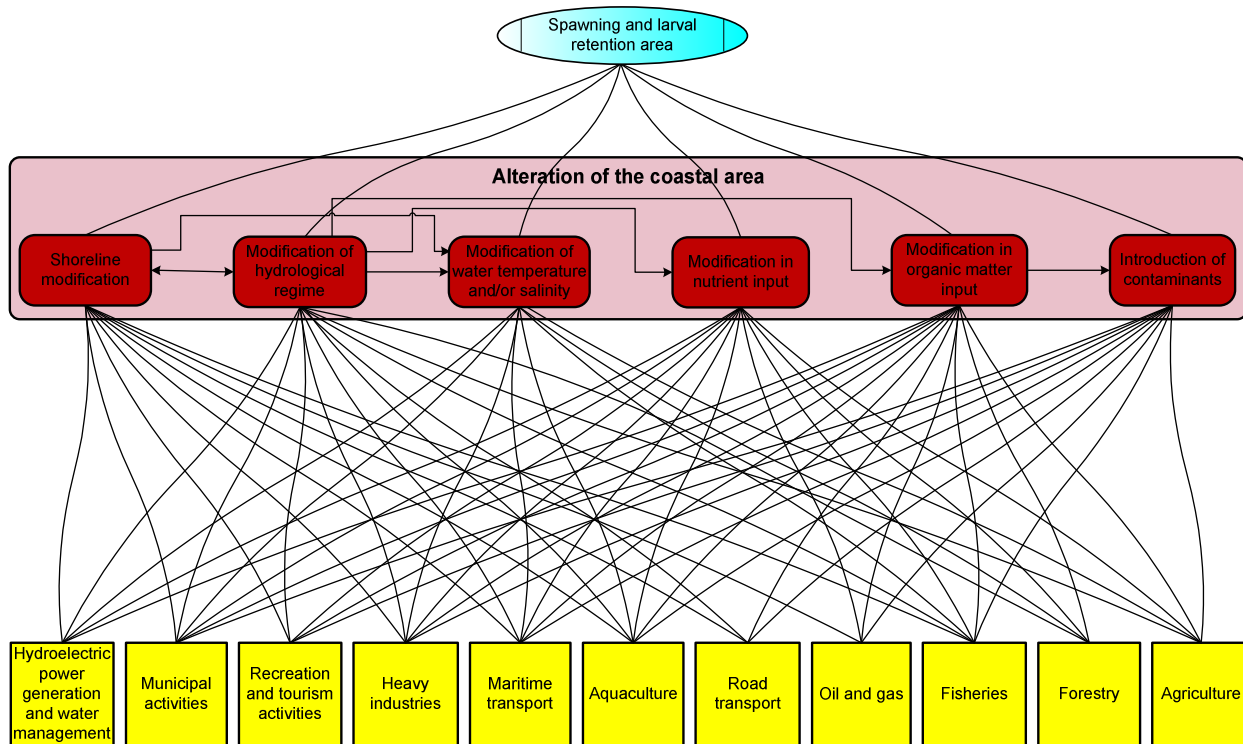 Spawning and larval
retention area
Alteration of the coastal area
Shoreline
modification
Modification of
hydrological
regime
Modification of
water temperature
and/or salinity
Modification in
nutrient input
Modification in
organic matter
input
Introduction of
contaminants
Hydroelectric
power
generation
and water
management
Municipal
activities
Recreation
and tourism
activities
Heavy
industries
Maritime
transport
Aquaculture
Road
transport
Oil and gas
Fisheries
Forestry
Agriculture